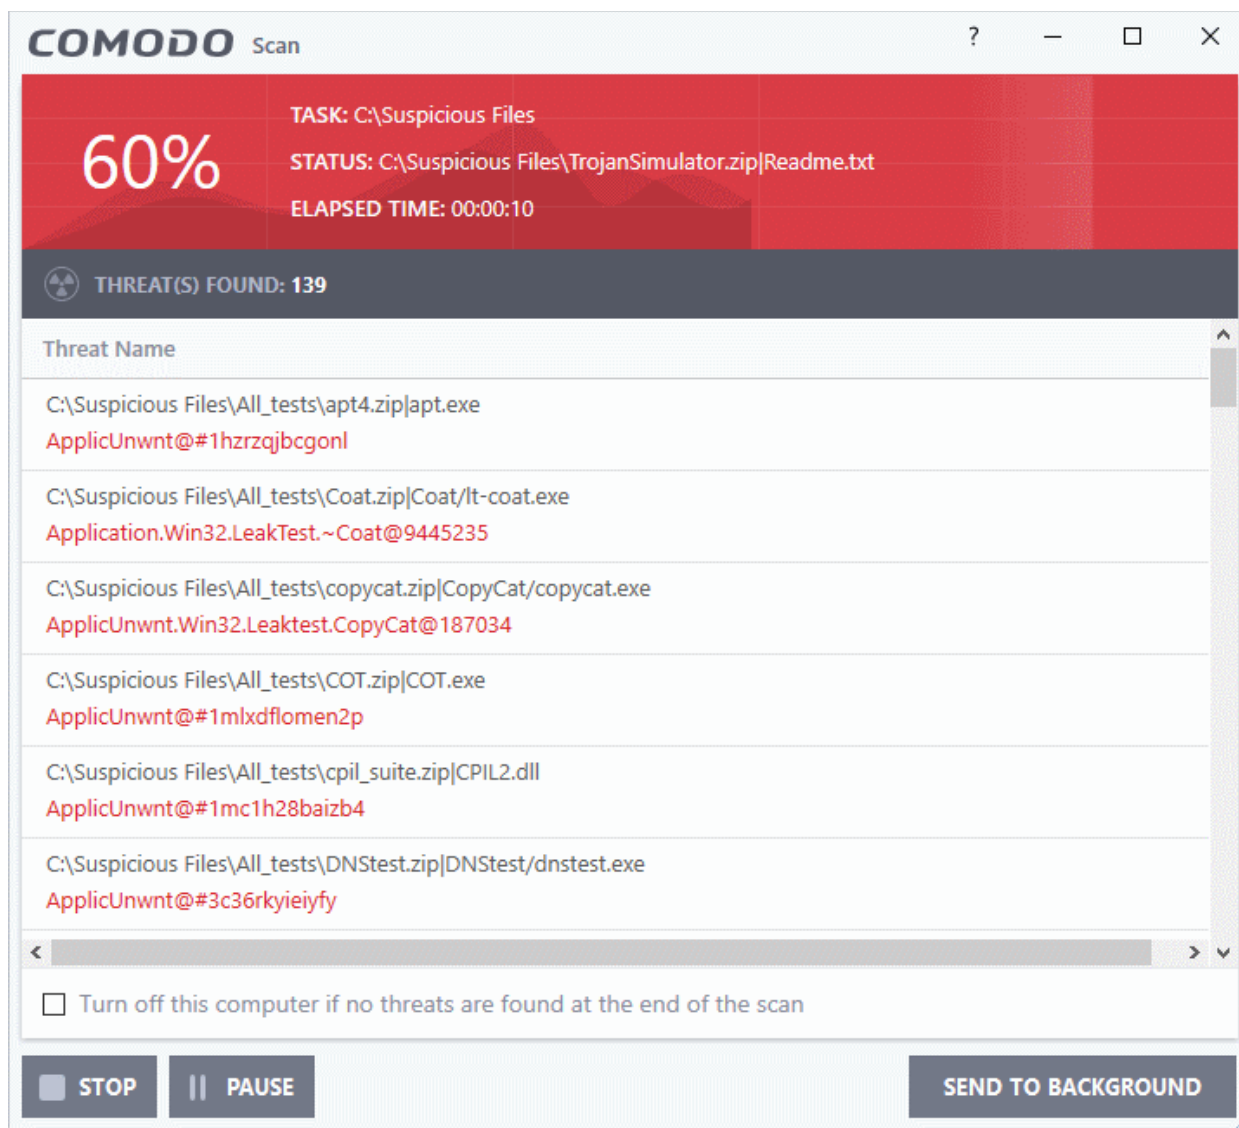 COMODO Scan ?
60%
TASK: C:\Suspicious Files
STATUS: C:\Suspicious Files\TrojanSimulator.zip|Readme.txt
ELAPSED TIME: 00:00:10
THREAT(S) FOUND: 139
Threat Name
C:\Suspicious Files\All_tests\apt4.zip|apt.exe
ApplicUnwnt@#1hzrzqjbcgonl
C:\Suspicious Files\All_tests\Coat.zip|Coat/lt-coat.exe
Application.Win32.LeakTest.~Coat@9445235
C:\Suspicious Files\All_tests\copycat.zip|CopyCat/copycat.exe
ApplicUnwnt.Win32.Leaktest.CopyCat@187034
C:\Suspicious Files\All_tests\COT.zip|COT.exe
ApplicUnwnt@#1mlxdflomen2p
C:\Suspicious Files\All_tests\cpil_suite.zip|CPIL2.dll
ApplicUnwnt@#1mc1h28baizb4
C:\Suspicious Files\All_tests\DNStest.zip|DNStest/dnstest.exe
ApplicUnwnt@#3c36rkyieiyfy
Turn off this computer if no threats are found at the end of the scan
STOP PAUSE SEND TO BACKGROUND